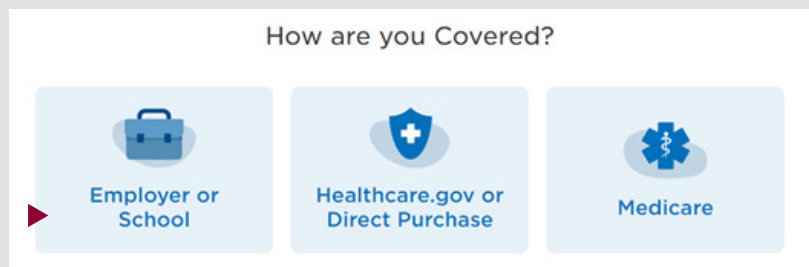 How are you Covered?
Employer or
School
Healthcare.gov or
Direct Purchase
Medicare